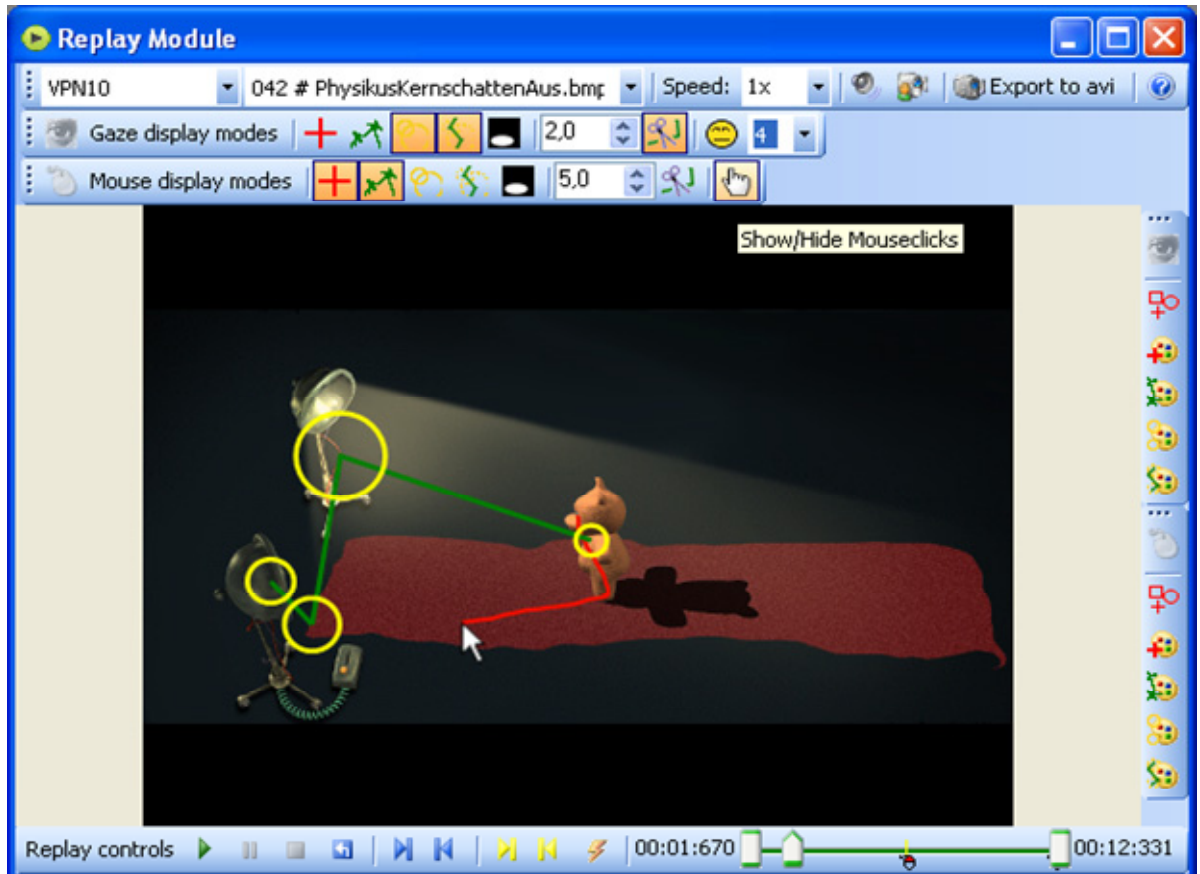 Replay Module
VPN10 042 # PhysikusKernschattenAus.bmp Speed: 1x Export to avi
Gaze display modes 2,0 4
Mouse display modes 5,0
Show/Hide Mouseclicks
Replay controls 00:01:670 00:12:331